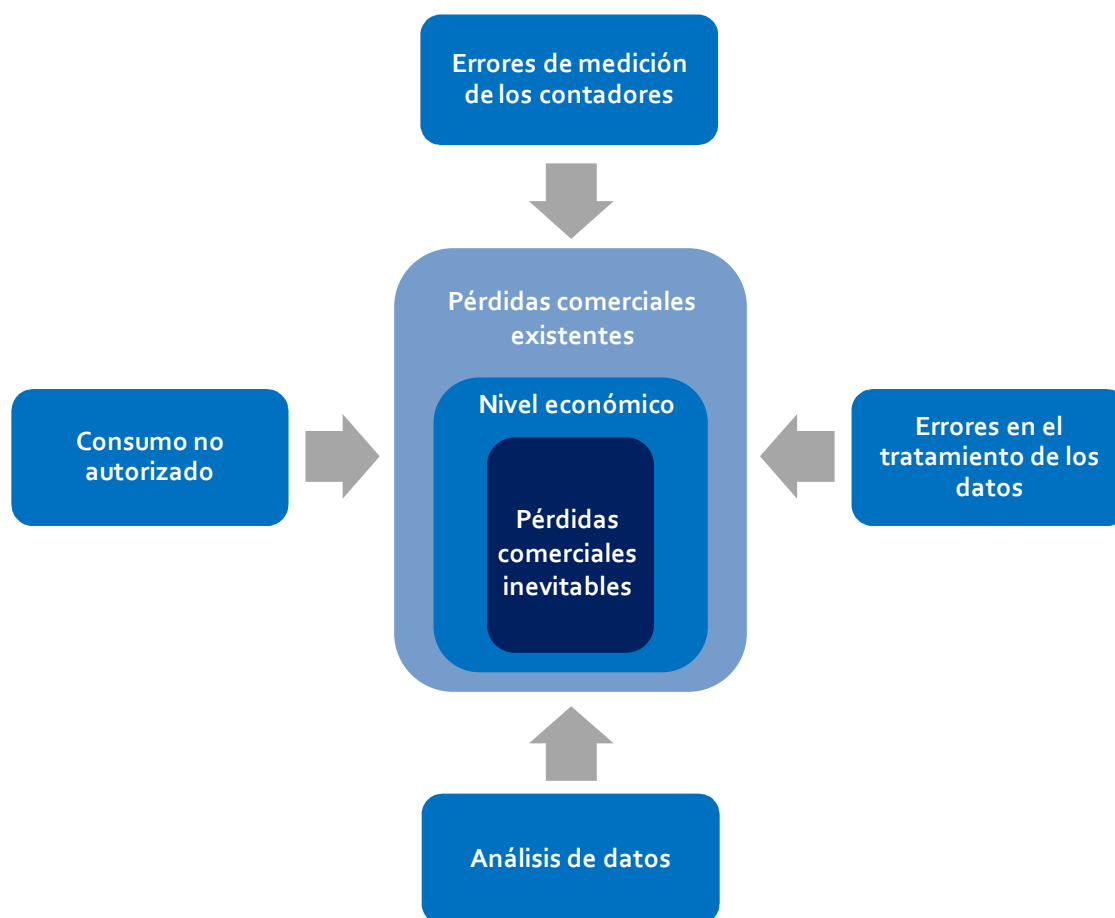 Errores de medición
de los contadores
Pérdidas comerciales
existentes
Nivel económico
Consumo no
autorizado
Errores en el
tratamiento de los
datos
Pérdidas
comerciales
inevitables
Análisis de datos